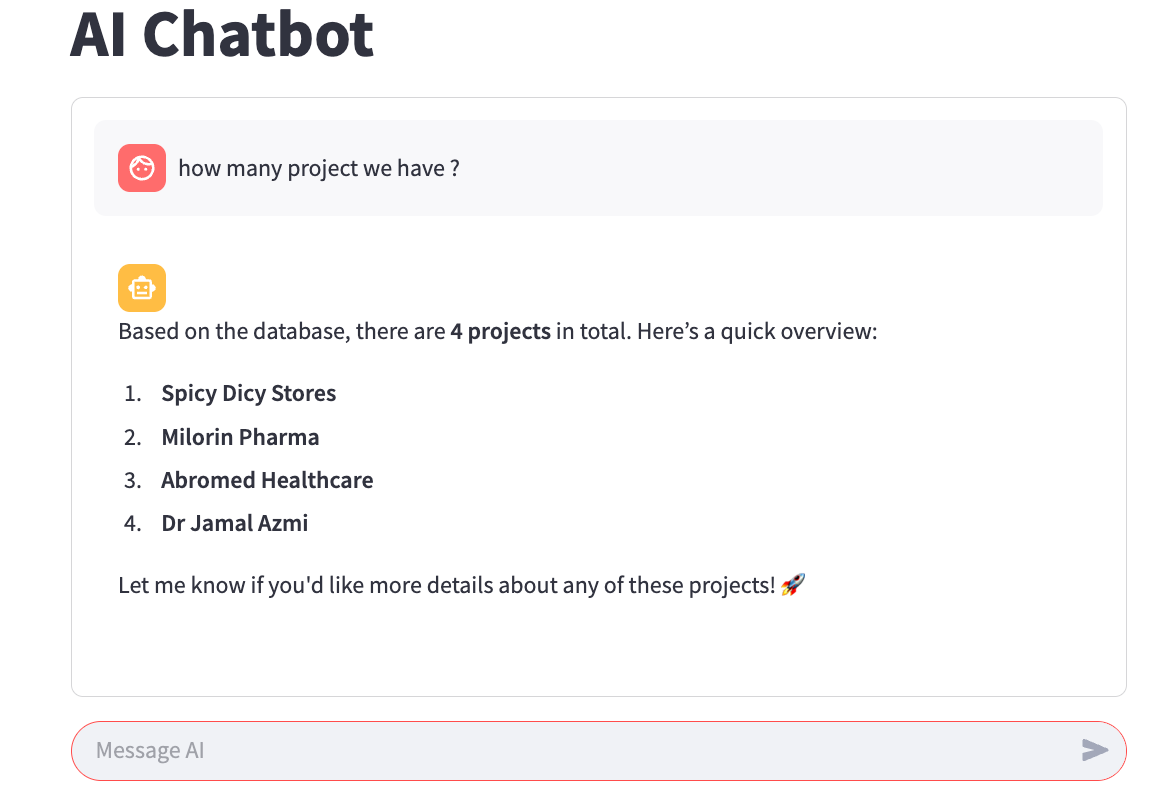 AI Chatbot
how many project we have ?
Based on the database, there are 4 projects in total. Here’s a quick overview:
1. Spicy Dicy Stores
2. Milorin Pharma
3. Abromed Healthcare
4. Dr Jamal Azmi
Let me know if you'd like more details about any of these projects! 🚀
Message AI